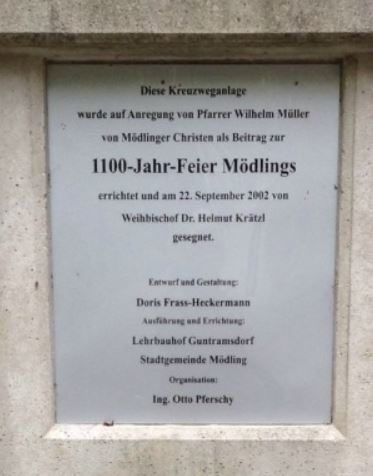 Diese Kreuzweganlage
wurde auf Anregung von Pfarrer Wilhelm Müller
von Mödlinger Christen als Beitrag zur
1100-Jahr-Feier Mödlings
errichtet und am 22. September 2002 von
Weihbischof Dr. Helmut Krätzl
gesegnet.
Entwurf und Gestaltung:
Doris Frass-Heckermann
Ausführung und Errichtung:
Lehrbauhof Guntramsdorf
Stadtgemeinde Mödling
Organisation:
Ing. Otto Pferschy